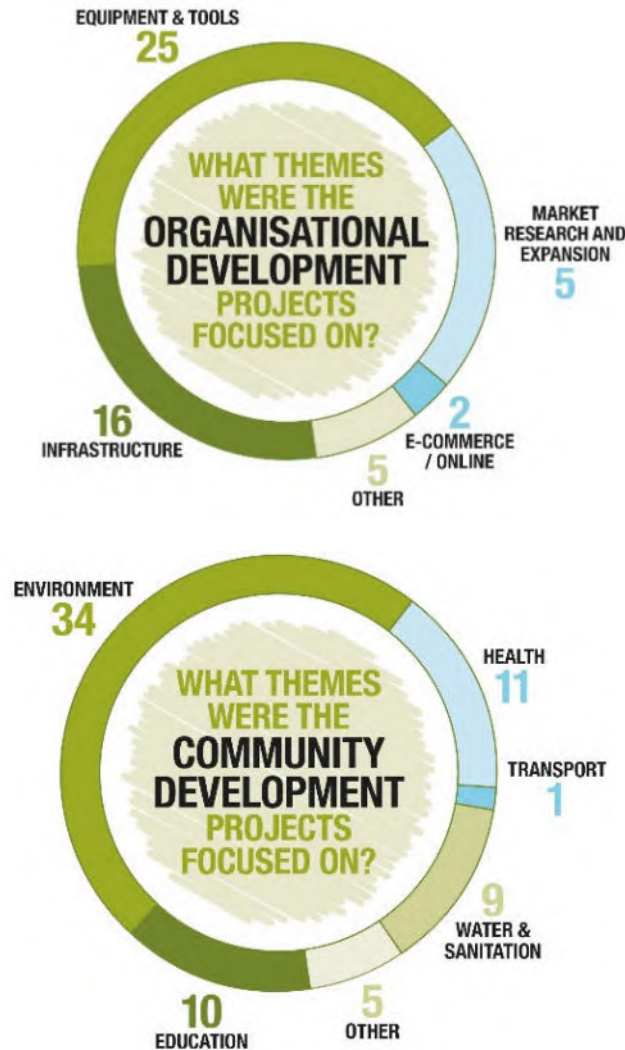 EQUIPMENT & TOOLS
25
WHAT THEMES
WERE THE
ORGANISATIONAL
DEVELOPMENT
PROJECTS
FOCUSED ON?
MARKET
RESEARCH AND
EXPANSION
5
2
E-COMMERCE
/ ONLINE
5
OTHER
16
INFRASTRUCTURE
ENVIRONMENT
34
WHAT THEMES
WERE THE
COMMUNITY
DEVELOPMENT
PROJECTS
FOCUSED ON?
HEALTH
11
TRANSPORT
1
9
WATER &
SANITATION
5
OTHER
10
EDUCATION